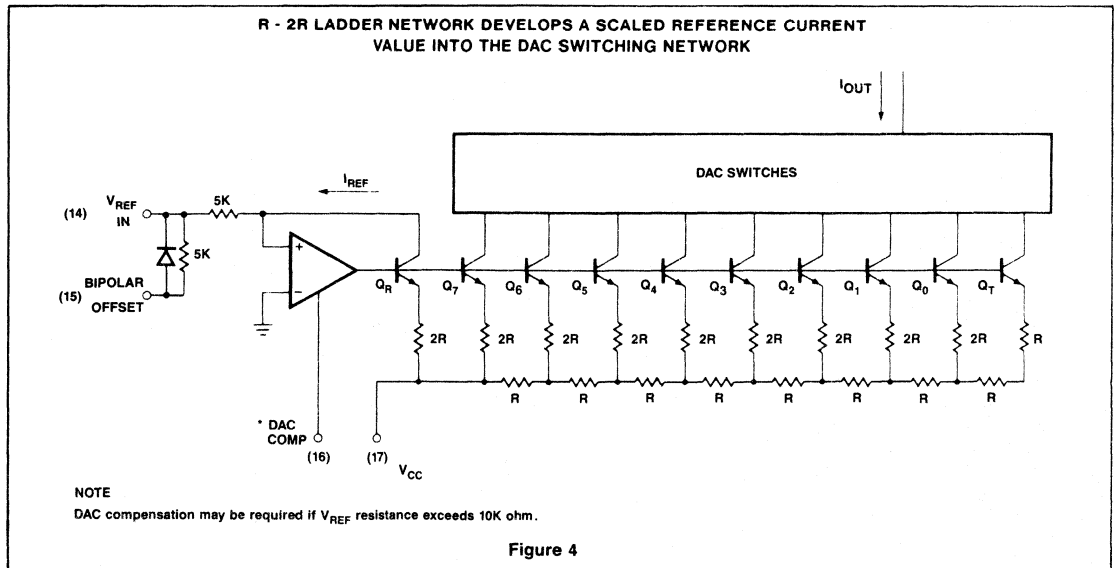 R - 2R LADDER NETWORK DEVELOPS A SCALED REFERENCE CURRENT
VALUE INTO THE DAC SWITCHING NETWORK
IOUT
DAC SWITCHES
IREF
(14) VREF IN
5K
5K
(15) BIPOLAR OFFSET
+
−
QR Q7 Q6 Q5 Q4 Q3 Q2 Q1 Q0 QT
2R 2R 2R 2R 2R 2R 2R 2R 2R R
R R R R R R R R
* DAC COMP
(16) (17)
VCC
NOTE
DAC compensation may be required if VREF resistance exceeds 10K ohm.
Figure 4